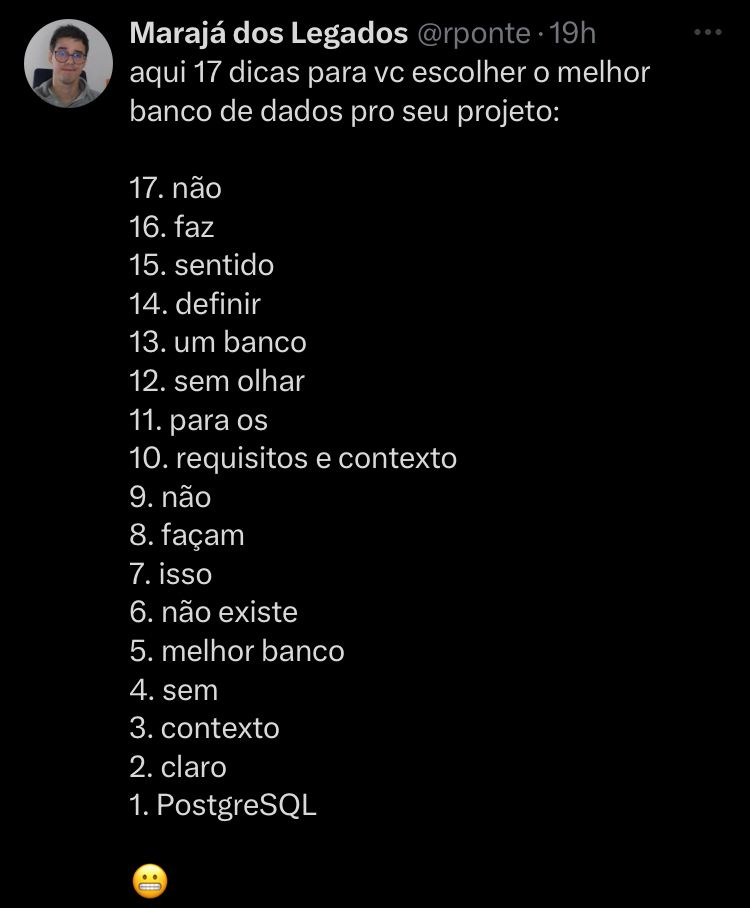 Marajá dos Legados @rponte · 19h
aqui 17 dicas para vc escolher o melhor
banco de dados pro seu projeto:
17. não
16. faz
15. sentido
14. definir
13. um banco
12. sem olhar
11. para os
10. requisitos e contexto
9. não
8. façam
7. isso
6. não existe
5. melhor banco
4. sem
3. contexto
2. claro
1. PostgreSQL
😬